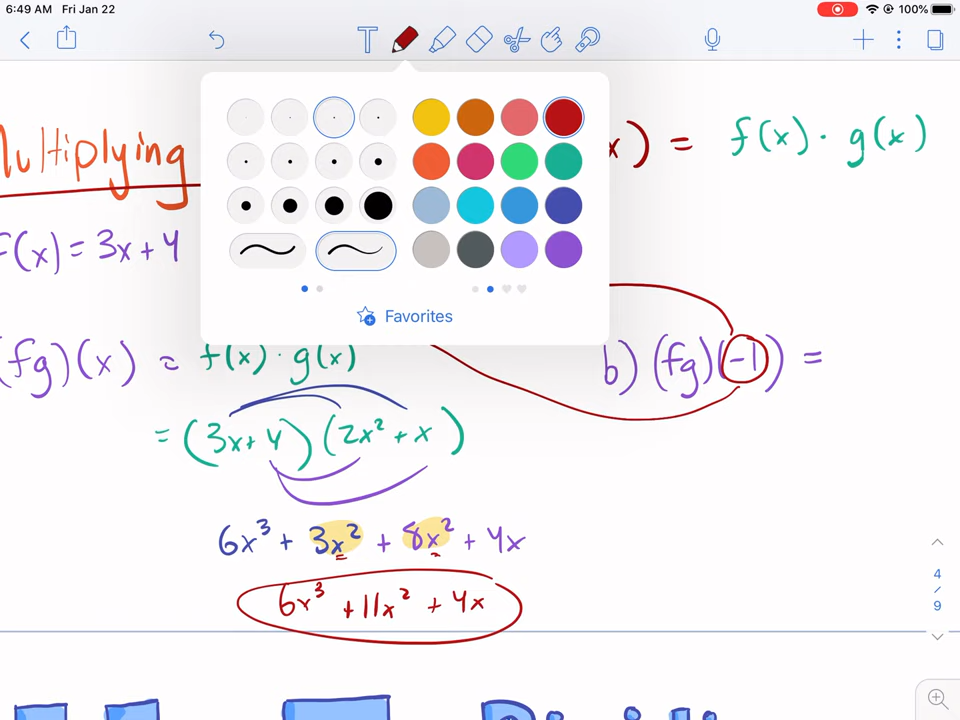 6:49 AM Fri Jan 22 100%
Multiplying x) = f(x) · g(x)
f(x) = 3x + 4
Favorites
(fg)(x) = f(x) · g(x)
b) (fg)(-1) =
= (3x + 4)(2x² + x)
6x³ + 3x² + 8x² + 4x
4
/
9
6x³ + 11x² + 4x